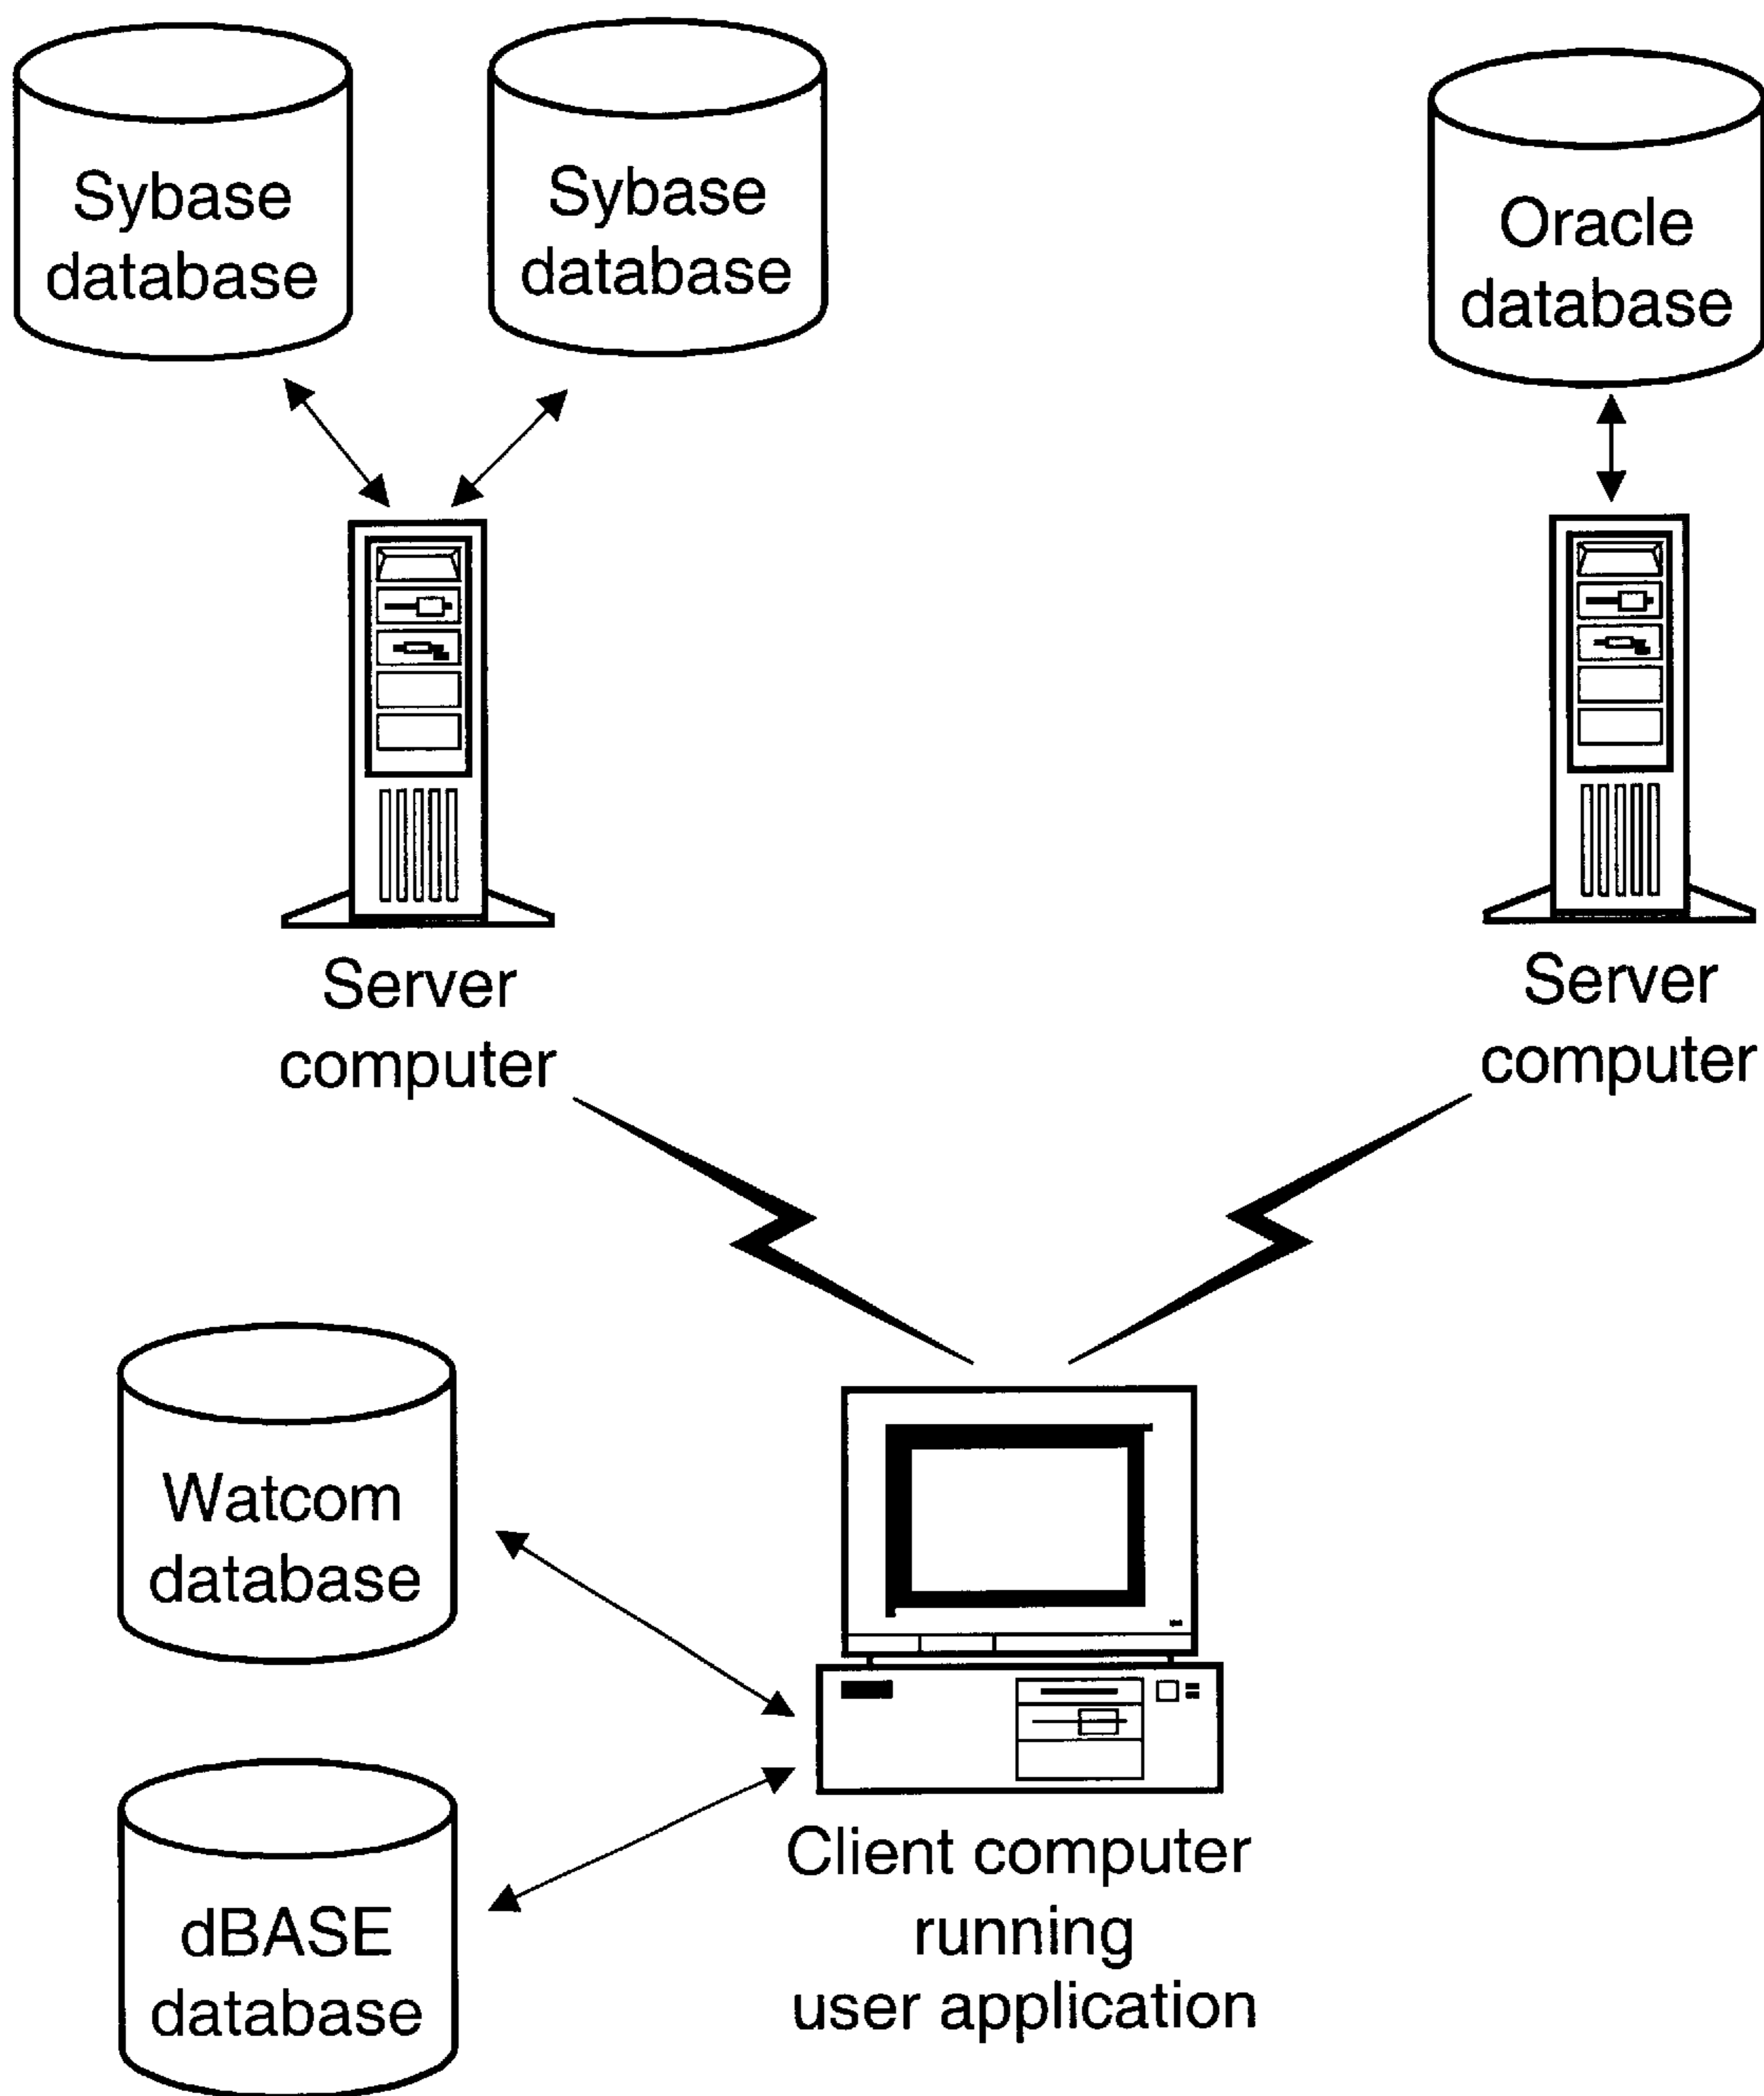 Sybase
database
Sybase
database
Oracle
database
Server
computer
Server
computer
Watcom
database
dBASE
database
Client computer
running
user application